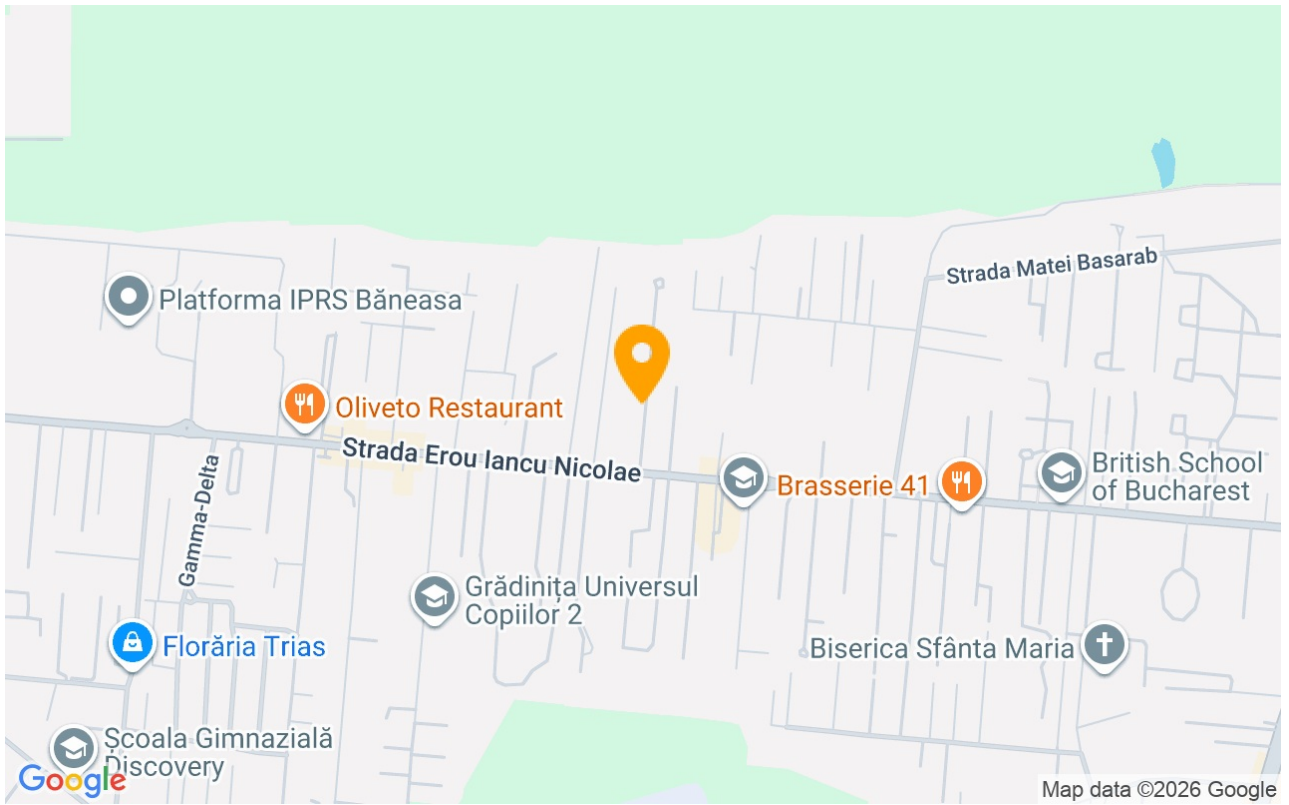 Strada Matei Basarab
Platforma IPRS Băneasa
Oliveto Restaurant
Strada Erou Iancu Nicolae
British School
of Bucharest
Brasserie 41
Gamma-Delta
Grădinița Universul
Copiilor 2
Florăria Trias
Biserica Sfânta Maria
Școala Gimnazială
Discovery
Google
Map data ©2026 Google